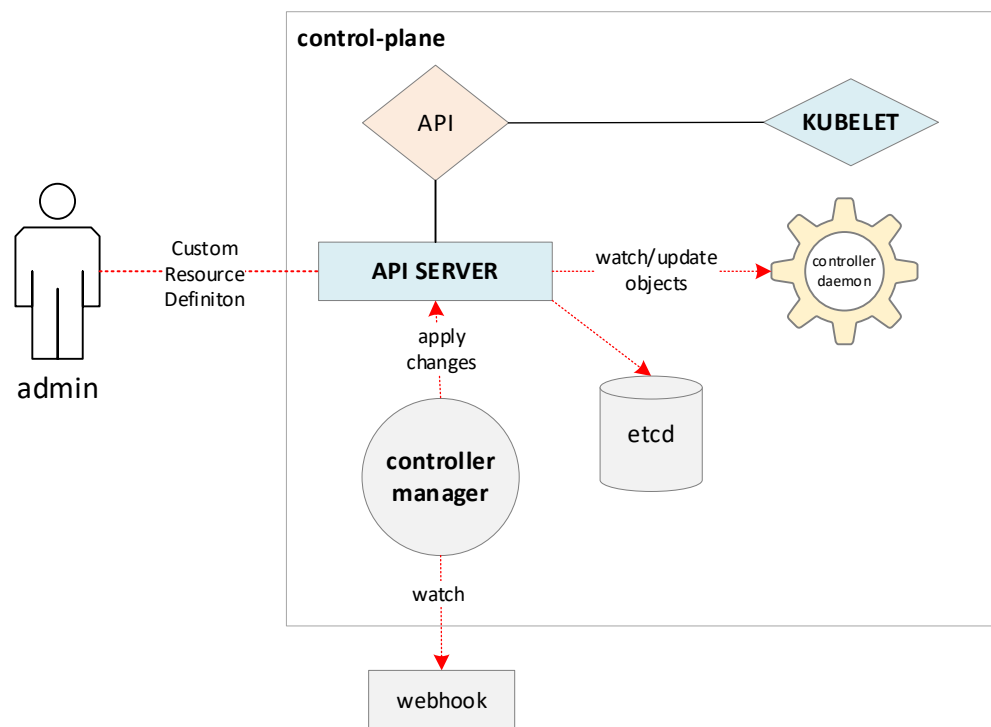 control-plane
API
KUBELET
Custom
Resource
Definiton
API SERVER
watch/update
objects
controller
daemon
admin
apply
changes
etcd
controller
manager
watch
webhook